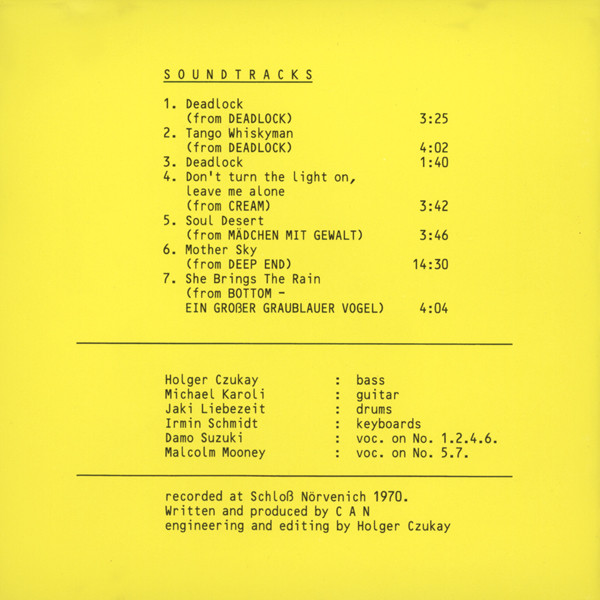 SOUNDTRACKS
1. Deadlock
(from DEADLOCK) 3:25
2. Tango Whiskyman
(from DEADLOCK) 4:02
3. Deadlock 1:40
4. Don't turn the light on,
leave me alone
(from CREAM) 3:42
5. Soul Desert
(from MÄDCHEN MIT GEWALT) 3:46
6. Mother Sky
(from DEEP END) 14:30
7. She Brings The Rain
(from BOTTOM –
EIN GROßER GRAUBLAUER VOGEL) 4:04
Holger Czukay : bass
Michael Karoli : guitar
Jaki Liebezeit : drums
Irmin Schmidt : keyboards
Damo Suzuki : voc. on No. 1.2.4.6.
Malcolm Mooney : voc. on No. 5.7.
recorded at Schloß Nörvenich 1970.
Written and produced by C A N
engineering and editing by Holger Czukay